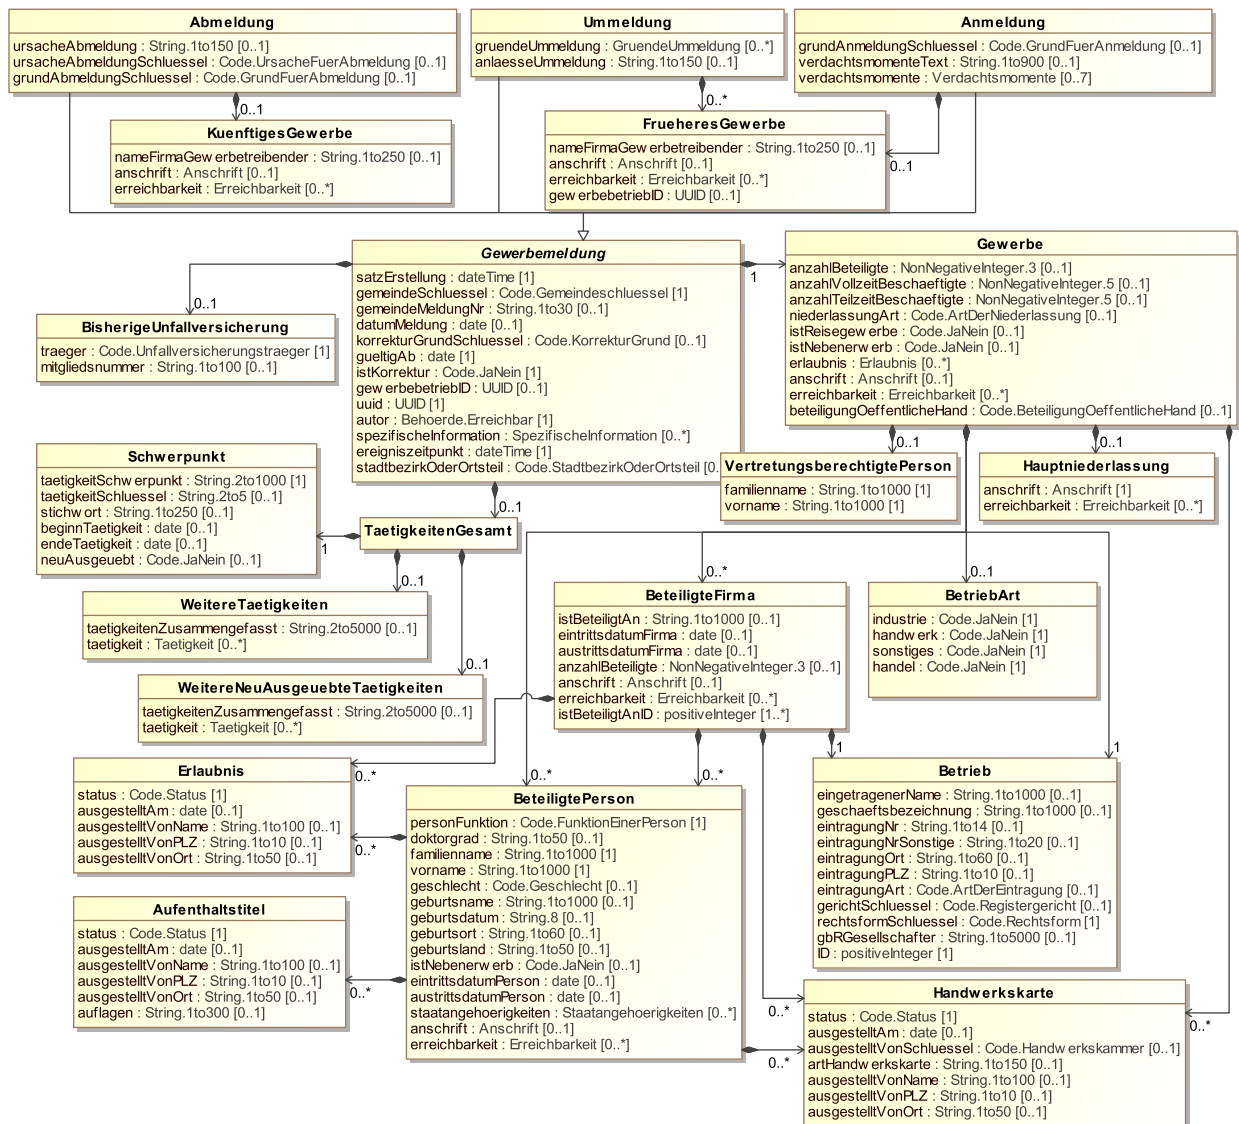 Abmeldung
ursacheAbmeldung : String.1to150 [0..1]
ursacheAbmeldungSchluessel : Code.UrsacheFuerAbmeldung [0..1]
grundAbmeldungSchluessel : Code.GrundFuerAbmeldung [0..1]
Ummeldung
gruendeUmmeldung : GruendeUmmeldung [0..*]
anlaesseUmmeldung : String.1to150 [0..1]
Anmeldung
grundAnmeldungSchluessel : Code.GrundFuerAnmeldung [0..1]
verdachtsmomenteText : String.1to900 [0..1]
verdachtsmomente : Verdachtsmomente [0..7]
0..1
0..*
0..1
KuenftigesGewerbe
nameFirmaGewerbetreibender : String.1to250 [0..1]
anschrift : Anschrift [0..1]
erreichbarkeit : Erreichbarkeit [0..*]
FrueheresGewerbe
nameFirmaGewerbetreibender : String.1to250 [0..1]
anschrift : Anschrift [0..1]
erreichbarkeit : Erreichbarkeit [0..*]
gewerbebetriebID : UUID [0..1]
Gewerbemeldung
satzErstellung : dateTime [1]
gemeindeSchluessel : Code.Gemeindeschluessel [1]
gemeindeMeldungNr : String.1to30 [0..1]
datumMeldung : date [0..1]
korrekturGrundSchluessel : Code.KorrekturGrund [0..1]
gueltigAb : date [1]
istKorrektur : Code.JaNein [1]
gewerbebetriebID : UUID [0..1]
uuid : UUID [1]
autor : Behoerde.Erreichbar [1]
spezifischeInformation : SpezifischeInformation [0..*]
ereigniszeitpunkt : dateTime [1]
stadtbezirkOderOrtsteil : Code.StadtbezirkOderOrtsteil [0.
1
Gewerbe
anzahlBeteiligte : NonNegativeInteger.3 [0..1]
anzahlVollzeitBeschaeftigte : NonNegativeInteger.5 [0..1]
anzahlTeilzeitBeschaeftigte : NonNegativeInteger.5 [0..1]
niederlassungArt : Code.ArtDerNiederlassung [0..1]
istReisegewerbe : Code.JaNein [0..1]
istNebenerwerb : Code.JaNein [0..1]
erlaubnis : Erlaubnis [0..*]
anschrift : Anschrift [0..1]
erreichbarkeit : Erreichbarkeit [0..*]
beteiligungOeffentlicheHand : Code.BeteiligungOeffentlicheHand [0..1]
0..1
BisherigeUnfallversicherung
traeger : Code.Unfallversicherungstraeger [1]
mitgliedsnummer : String.1to100 [0..1]
0..1
0..1
VertretungsberechtigtePerson
familienname : String.1to1000 [1]
vorname : String.1to1000 [1]
Hauptniederlassung
anschrift : Anschrift [1]
erreichbarkeit : Erreichbarkeit [0..*]
Schwerpunkt
taetigkeitSchwerpunkt : String.2to1000 [1]
taetigkeitSchluessel : String.2to5 [0..1]
stichwort : String.1to250 [0..1]
beginnTaetigkeit : date [0..1]
endeTaetigkeit : date [0..1]
neuAusgeuebt : Code.JaNein [0..1]
0..1
1
TaetigkeitenGesamt
0..1
WeitereTaetigkeiten
taetigkeitenZusammengefasst : String.2to5000 [0..1]
taetigkeit : Taetigkeit [0..*]
0..1
WeitereNeuAusgeuebteTaetigkeiten
taetigkeitenZusammengefasst : String.2to5000 [0..1]
taetigkeit : Taetigkeit [0..*]
0..*
BeteiligteFirma
istBeteiligtAn : String.1to1000 [0..1]
eintrittsdatumFirma : date [0..1]
austrittsdatumFirma : date [0..1]
anzahlBeteiligte : NonNegativeInteger.3 [0..1]
anschrift : Anschrift [0..1]
erreichbarkeit : Erreichbarkeit [0..*]
istBeteiligtAnID : positiveInteger [1..*]
0..1
BetriebArt
industrie : Code.JaNein [1]
handwerk : Code.JaNein [1]
sonstiges : Code.JaNein [1]
handel : Code.JaNein [1]
1
1
0..*
0..*
0..*
Erlaubnis
status : Code.Status [1]
ausgestelltAm : date [0..1]
ausgestelltVonName : String.1to100 [0..1]
ausgestelltVonPLZ : String.1to10 [0..1]
ausgestelltVonOrt : String.1to50 [0..1]
0..*
Aufenthaltstitel
status : Code.Status [1]
ausgestelltAm : date [0..1]
ausgestelltVonName : String.1to100 [0..1]
ausgestelltVonPLZ : String.1to10 [0..1]
ausgestelltVonOrt : String.1to50 [0..1]
auflagen : String.1to300 [0..1]
0..*
BeteiligtePerson
personFunktion : Code.FunktionEinerPerson [1]
doktorgrad : String.1to50 [0..1]
familienname : String.1to1000 [1]
vorname : String.1to1000 [1]
geschlecht : Code.Geschlecht [0..1]
geburtsname : String.1to1000 [0..1]
geburtsdatum : String.8 [0..1]
geburtsort : String.1to60 [0..1]
geburtsland : String.1to50 [0..1]
istNebenerwerb : Code.JaNein [0..1]
eintrittsdatumPerson : date [0..1]
austrittsdatumPerson : date [0..1]
staatangehoerigkeiten : Staatangehoerigkeiten [0..*]
anschrift : Anschrift [0..1]
erreichbarkeit : Erreichbarkeit [0..*]
Betrieb
eingetragenerName : String.1to1000 [0..1]
geschaeftsbezeichnung : String.1to1000 [0..1]
eintragungNr : String.1to14 [0..1]
eintragungNrSonstige : String.1to20 [0..1]
eintragungOrt : String.1to60 [0..1]
eintragungPLZ : String.1to10 [0..1]
eintragungArt : Code.ArtDerEintragung [0..1]
gerichtSchluessel : Code.Registergericht [0..1]
rechtsformSchluessel : Code.Rechtsform [1]
gbRGesellschafter : String.1to5000 [0..1]
ID : positiveInteger [1]
0..*
0..*
0..*
Handwerkskarte
status : Code.Status [1]
ausgestelltAm : date [0..1]
ausgestelltVonSchluessel : Code.Handwerkskammer [0..1]
artHandwerkskarte : String.1to150 [0..1]
ausgestelltVonName : String.1to100 [0..1]
ausgestelltVonPLZ : String.1to10 [0..1]
ausgestelltVonOrt : String.1to50 [0..1]